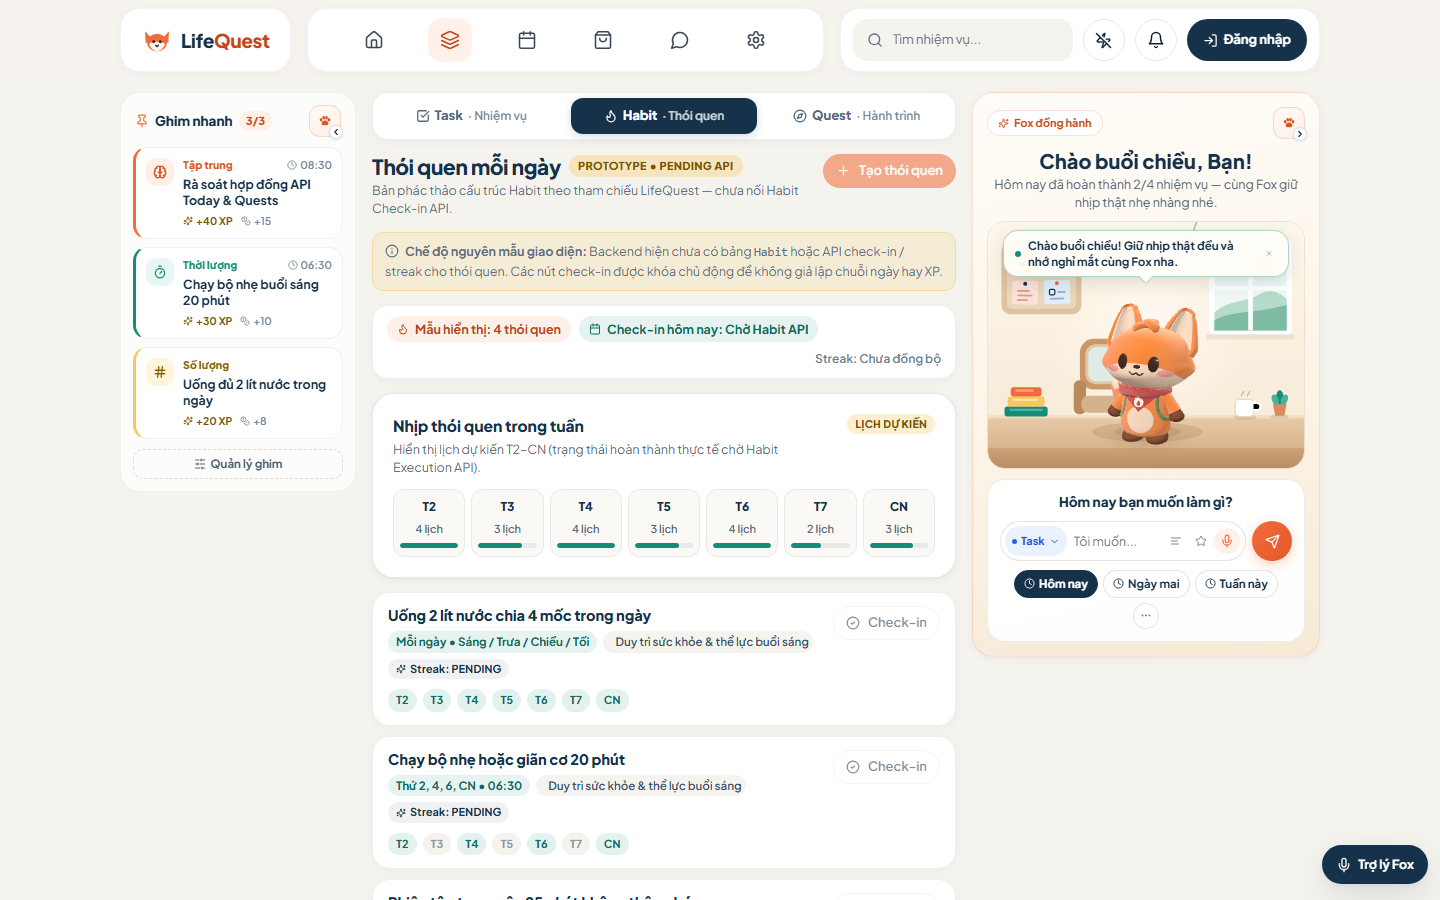 LifeQuest
Tìm nhiệm vụ...
Đăng nhập
Ghim nhanh 3/3
Tập trung 08:30
Rà soát hợp đồng API
Today & Quests
+40 XP +15
Thời lượng 06:30
Chạy bộ nhẹ buổi sáng
20 phút
+30 XP +10
Số lượng
Uống đủ 2 lít nước trong
ngày
+20 XP +8
Quản lý ghim
Task · Nhiệm vụ
Habit · Thói quen
Quest · Hành trình
Thói quen mỗi ngày PROTOTYPE • PENDING API
Tạo thói quen
Bản phác thảo cấu trúc Habit theo tham chiếu LifeQuest — chưa nối Habit
Check-in API.
Chế độ nguyên mẫu giao diện: Backend hiện chưa có bảng Habit hoặc API check-in /
streak cho thói quen. Các nút check-in được khóa chủ động để không giả lập chuỗi ngày hay XP.
Mẫu hiển thị: 4 thói quen
Check-in hôm nay: Chờ Habit API
Streak: Chưa đồng bộ
Nhịp thói quen trong tuần
LỊCH DỰ KIẾN
Hiển thị lịch dự kiến T2–CN (trạng thái hoàn thành thực tế chờ Habit
Execution API).
T2 T3 T4 T5 T6 T7 CN
4 lịch 3 lịch 4 lịch 3 lịch 4 lịch 2 lịch 3 lịch
Uống 2 lít nước chia 4 mốc trong ngày
Check-in
Mỗi ngày • Sáng / Trưa / Chiều / Tối
Duy trì sức khỏe & thể lực buổi sáng
Streak: PENDING
T2 T3 T4 T5 T6 T7 CN
Chạy bộ nhẹ hoặc giãn cơ 20 phút
Check-in
Thứ 2, 4, 6, CN • 06:30
Duy trì sức khỏe & thể lực buổi sáng
Streak: PENDING
T2 T3 T4 T5 T6 T7 CN
Fox đồng hành
Chào buổi chiều, Bạn!
Hôm nay đã hoàn thành 2/4 nhiệm vụ — cùng Fox giữ
nhịp thật nhẹ nhàng nhé.
Chào buổi chiều! Giữ nhịp thật đều và
nhớ nghỉ mắt cùng Fox nha.
Hôm nay bạn muốn làm gì?
Task
Tôi muốn...
Hôm nay
Ngày mai
Tuần này
...
Trợ lý Fox